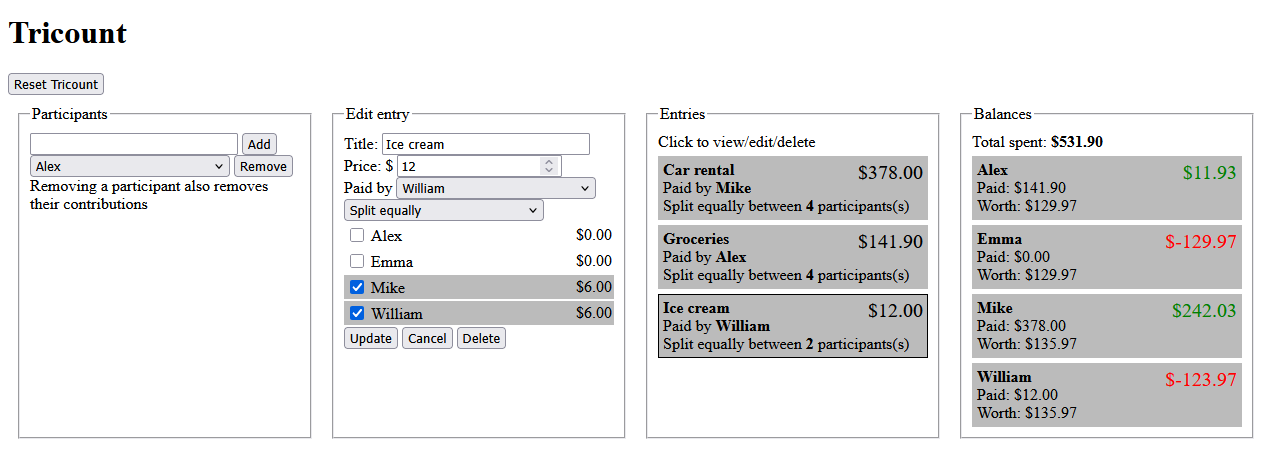 Tricount
Reset Tricount
Participants
Add
Alex
Remove
Removing a participant also removes
their contributions
Edit entry
Title: Ice cream
Price: $ 12
Paid by William
Split equally
Alex $0.00
Emma $0.00
Mike $6.00
William $6.00
Update Cancel Delete
Entries
Click to view/edit/delete
Car rental $378.00
Paid by Mike
Split equally between 4 participants(s)
Groceries $141.90
Paid by Alex
Split equally between 4 participants(s)
Ice cream $12.00
Paid by William
Split equally between 2 participants(s)
Balances
Total spent: $531.90
Alex $11.93
Paid: $141.90
Worth: $129.97
Emma $-129.97
Paid: $0.00
Worth: $129.97
Mike $242.03
Paid: $378.00
Worth: $135.97
William $-123.97
Paid: $12.00
Worth: $135.97